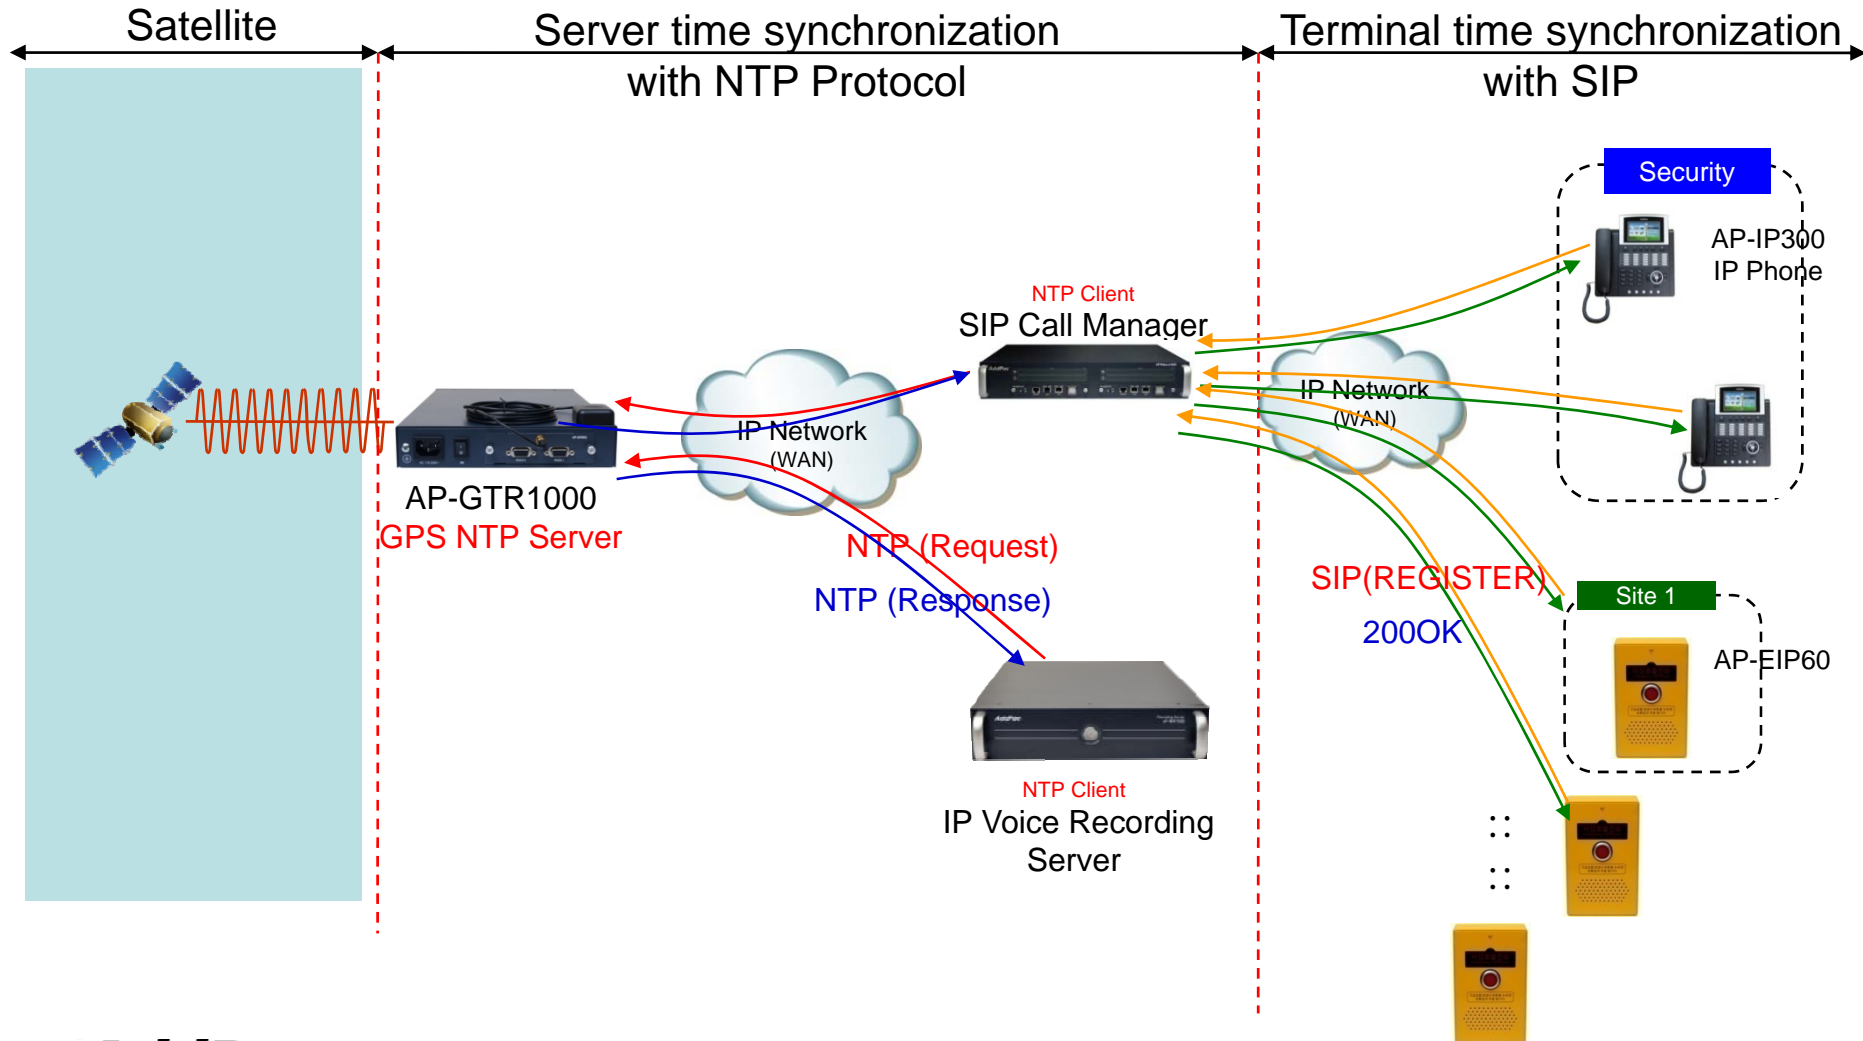 Satellite
Server time synchronization
with NTP Protocol
Terminal time synchronization
with SIP
Security
AP-IP300
IP Phone
NTP Client
SIP Call Manager
IP Network
(WAN)
IP Network
(WAN)
AP-GTR1000
GPS NTP Server
NTP (Request)
NTP (Response)
SIP(REGISTER)
200OK
Site 1
AP-EIP60
AddPac
NTP Client
IP Voice Recording
Server